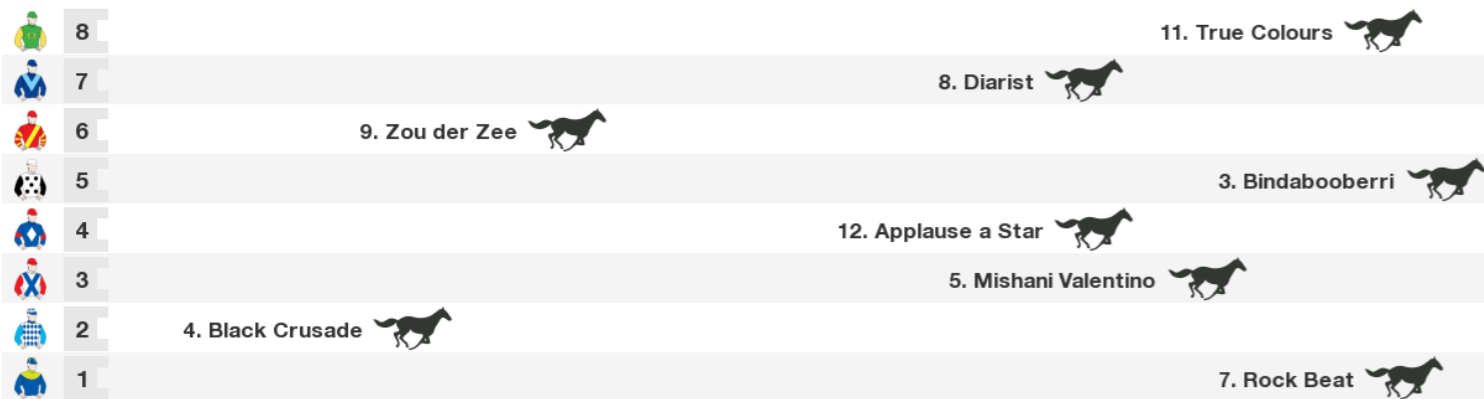 8 11. True Colours
7 8. Diarist
6 9. Zou der Zee
5 3. Bindabooberri
4 12. Applause a Star
3 5. Mishani Valentino
2 4. Black Crusade
1 7. Rock Beat